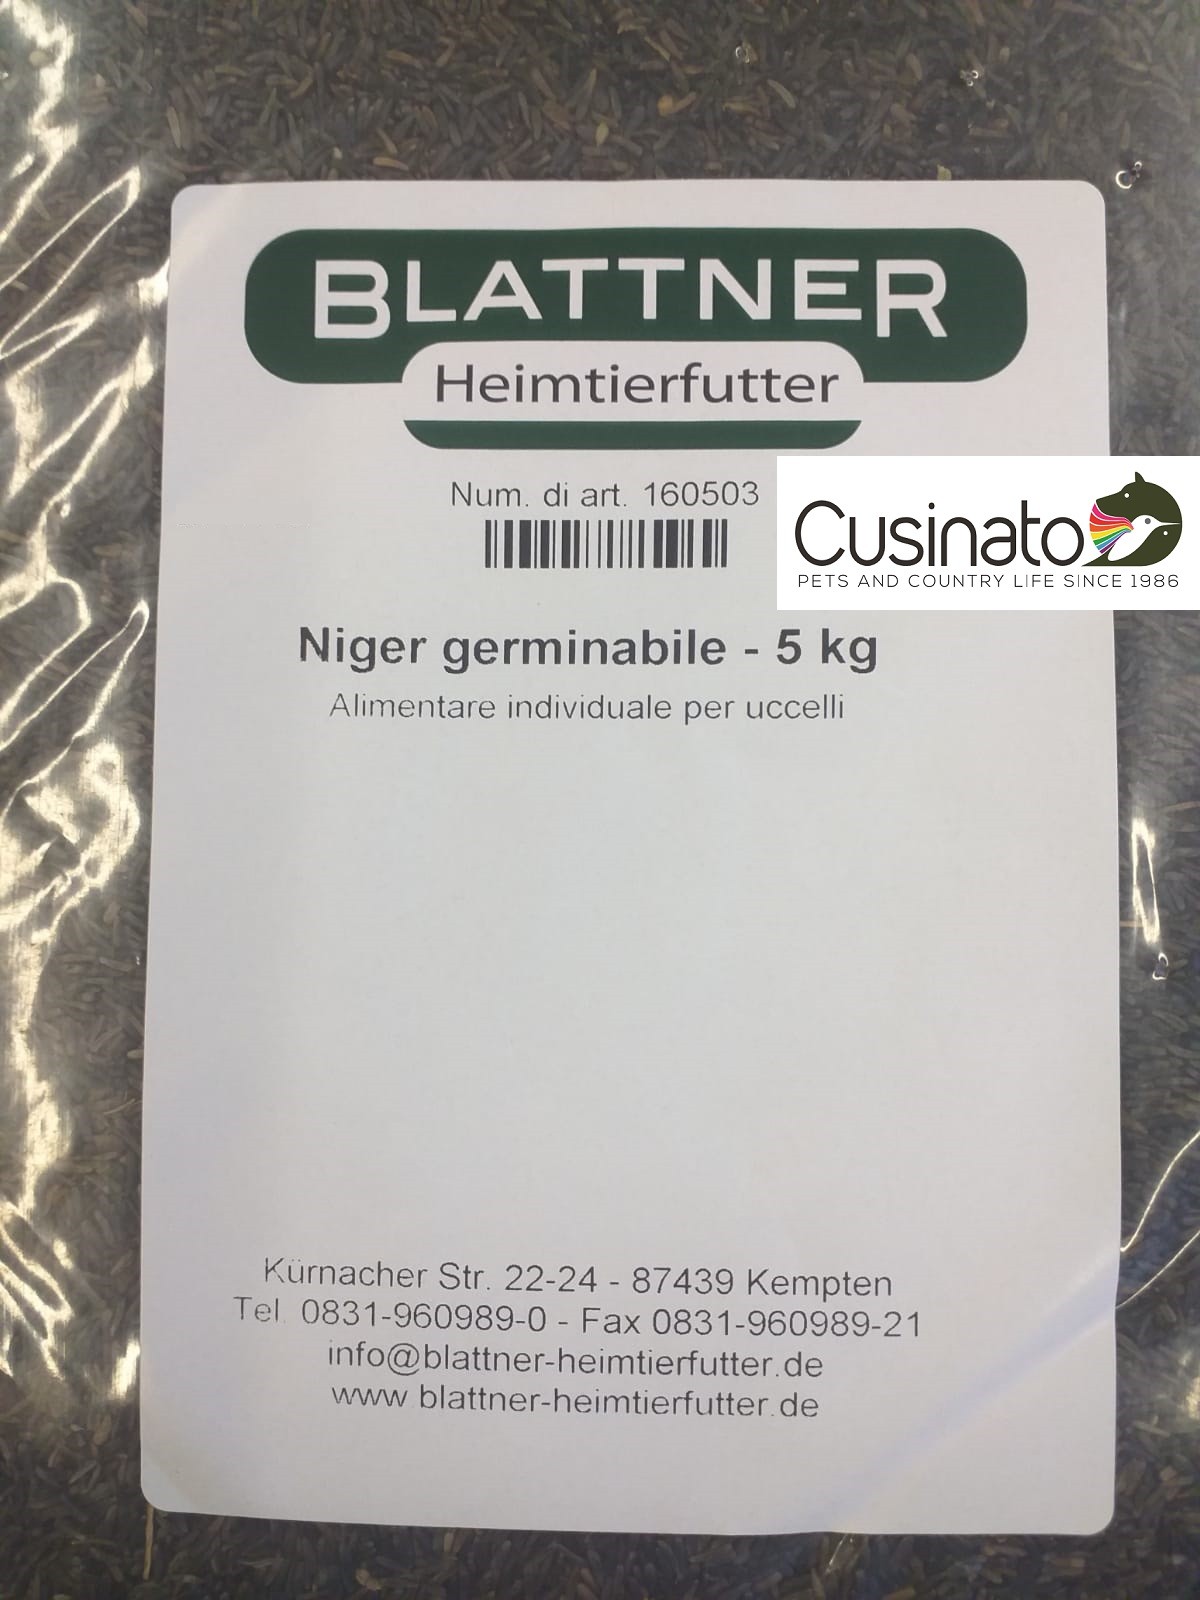 BLATTNER
Heimtierfutter
Num. di art. 160503
Cusinato
PETS AND COUNTRY LIFE SINCE 1986
Niger germinabile - 5 kg
Alimentare individuale per uccelli
Kürnacher Str. 22-24 - 87439 Kempten
Tel. 0831-960989-0 - Fax 0831-960989-21
info@blattner-heimtierfutter.de
www.blattner-heimtierfutter.de